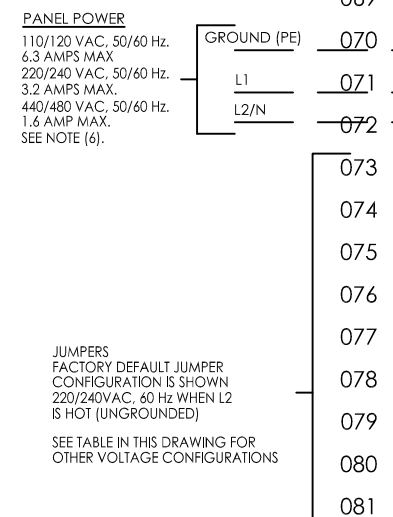 069
PANEL POWER
110/120 VAC, 50/60 Hz.
6.3 AMPS MAX
220/240 VAC, 50/60 Hz.
3.2 AMPS MAX.
440/480 VAC, 50/60 Hz.
1.6 AMP MAX.
SEE NOTE (6).
GROUND (PE)
L1
L2/N
070
071
072
073
074
075
076
077
078
079
080
081
JUMPERS
FACTORY DEFAULT JUMPER
CONFIGURATION IS SHOWN
220/240VAC, 60 Hz WHEN L2
IS HOT (UNGROUNDED)
SEE TABLE IN THIS DRAWING FOR
OTHER VOLTAGE CONFIGURATIONS